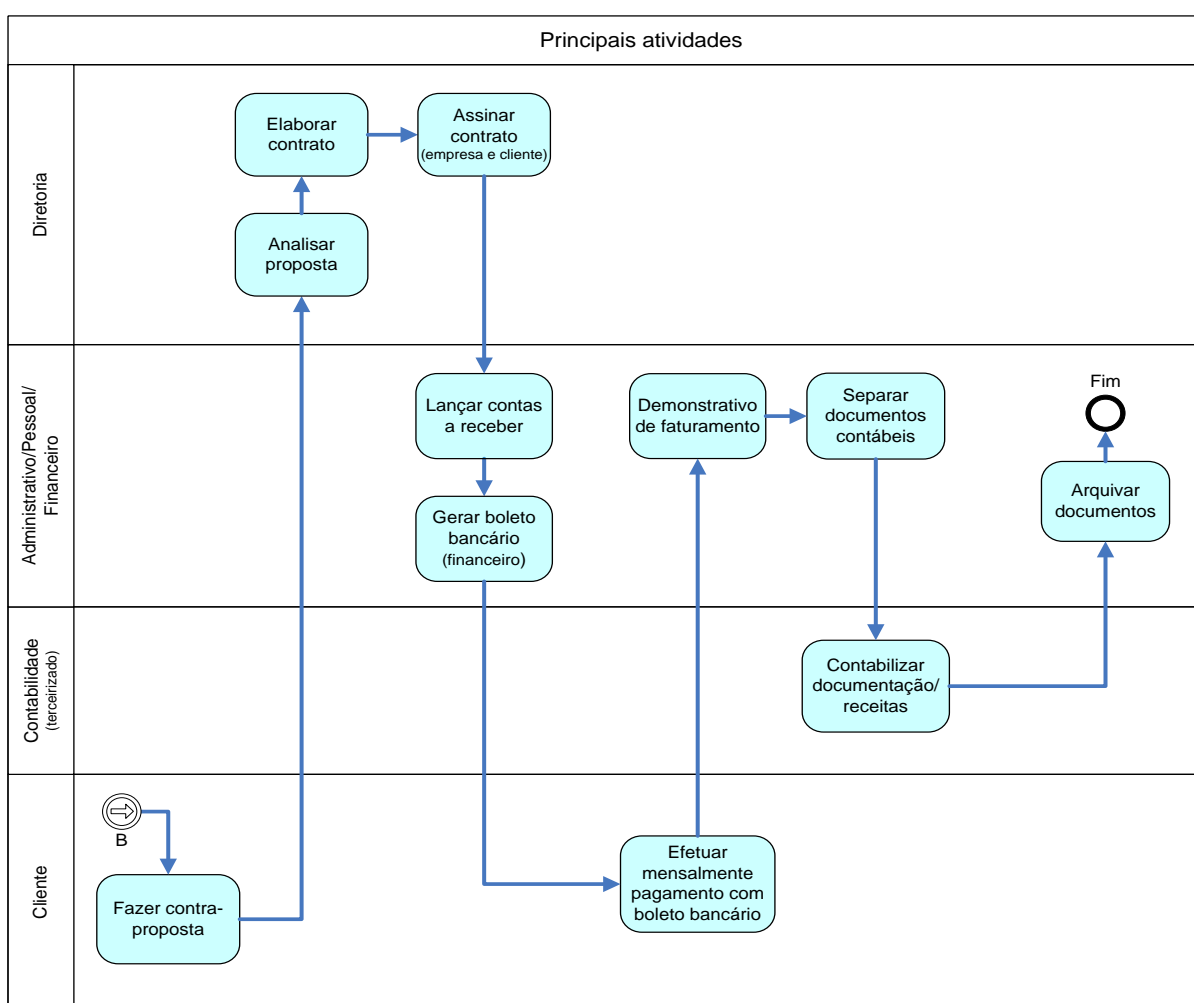 Principais atividades
Diretoria
Elaborar
contrato
Assinar
contrato
(empresa e cliente)
Analisar
proposta
Administrativo/Pessoal/
Financeiro
Lançar contas
a receber
Gerar boleto
bancário
(financeiro)
Demonstrativo
de faturamento
Separar
documentos
contábeis
Fim
Arquivar
documentos
Contabilidade
(terceirizado)
Contabilizar
documentação/
receitas
Cliente
B
Fazer contra-
proposta
Efetuar
mensalmente
pagamento com
boleto bancário